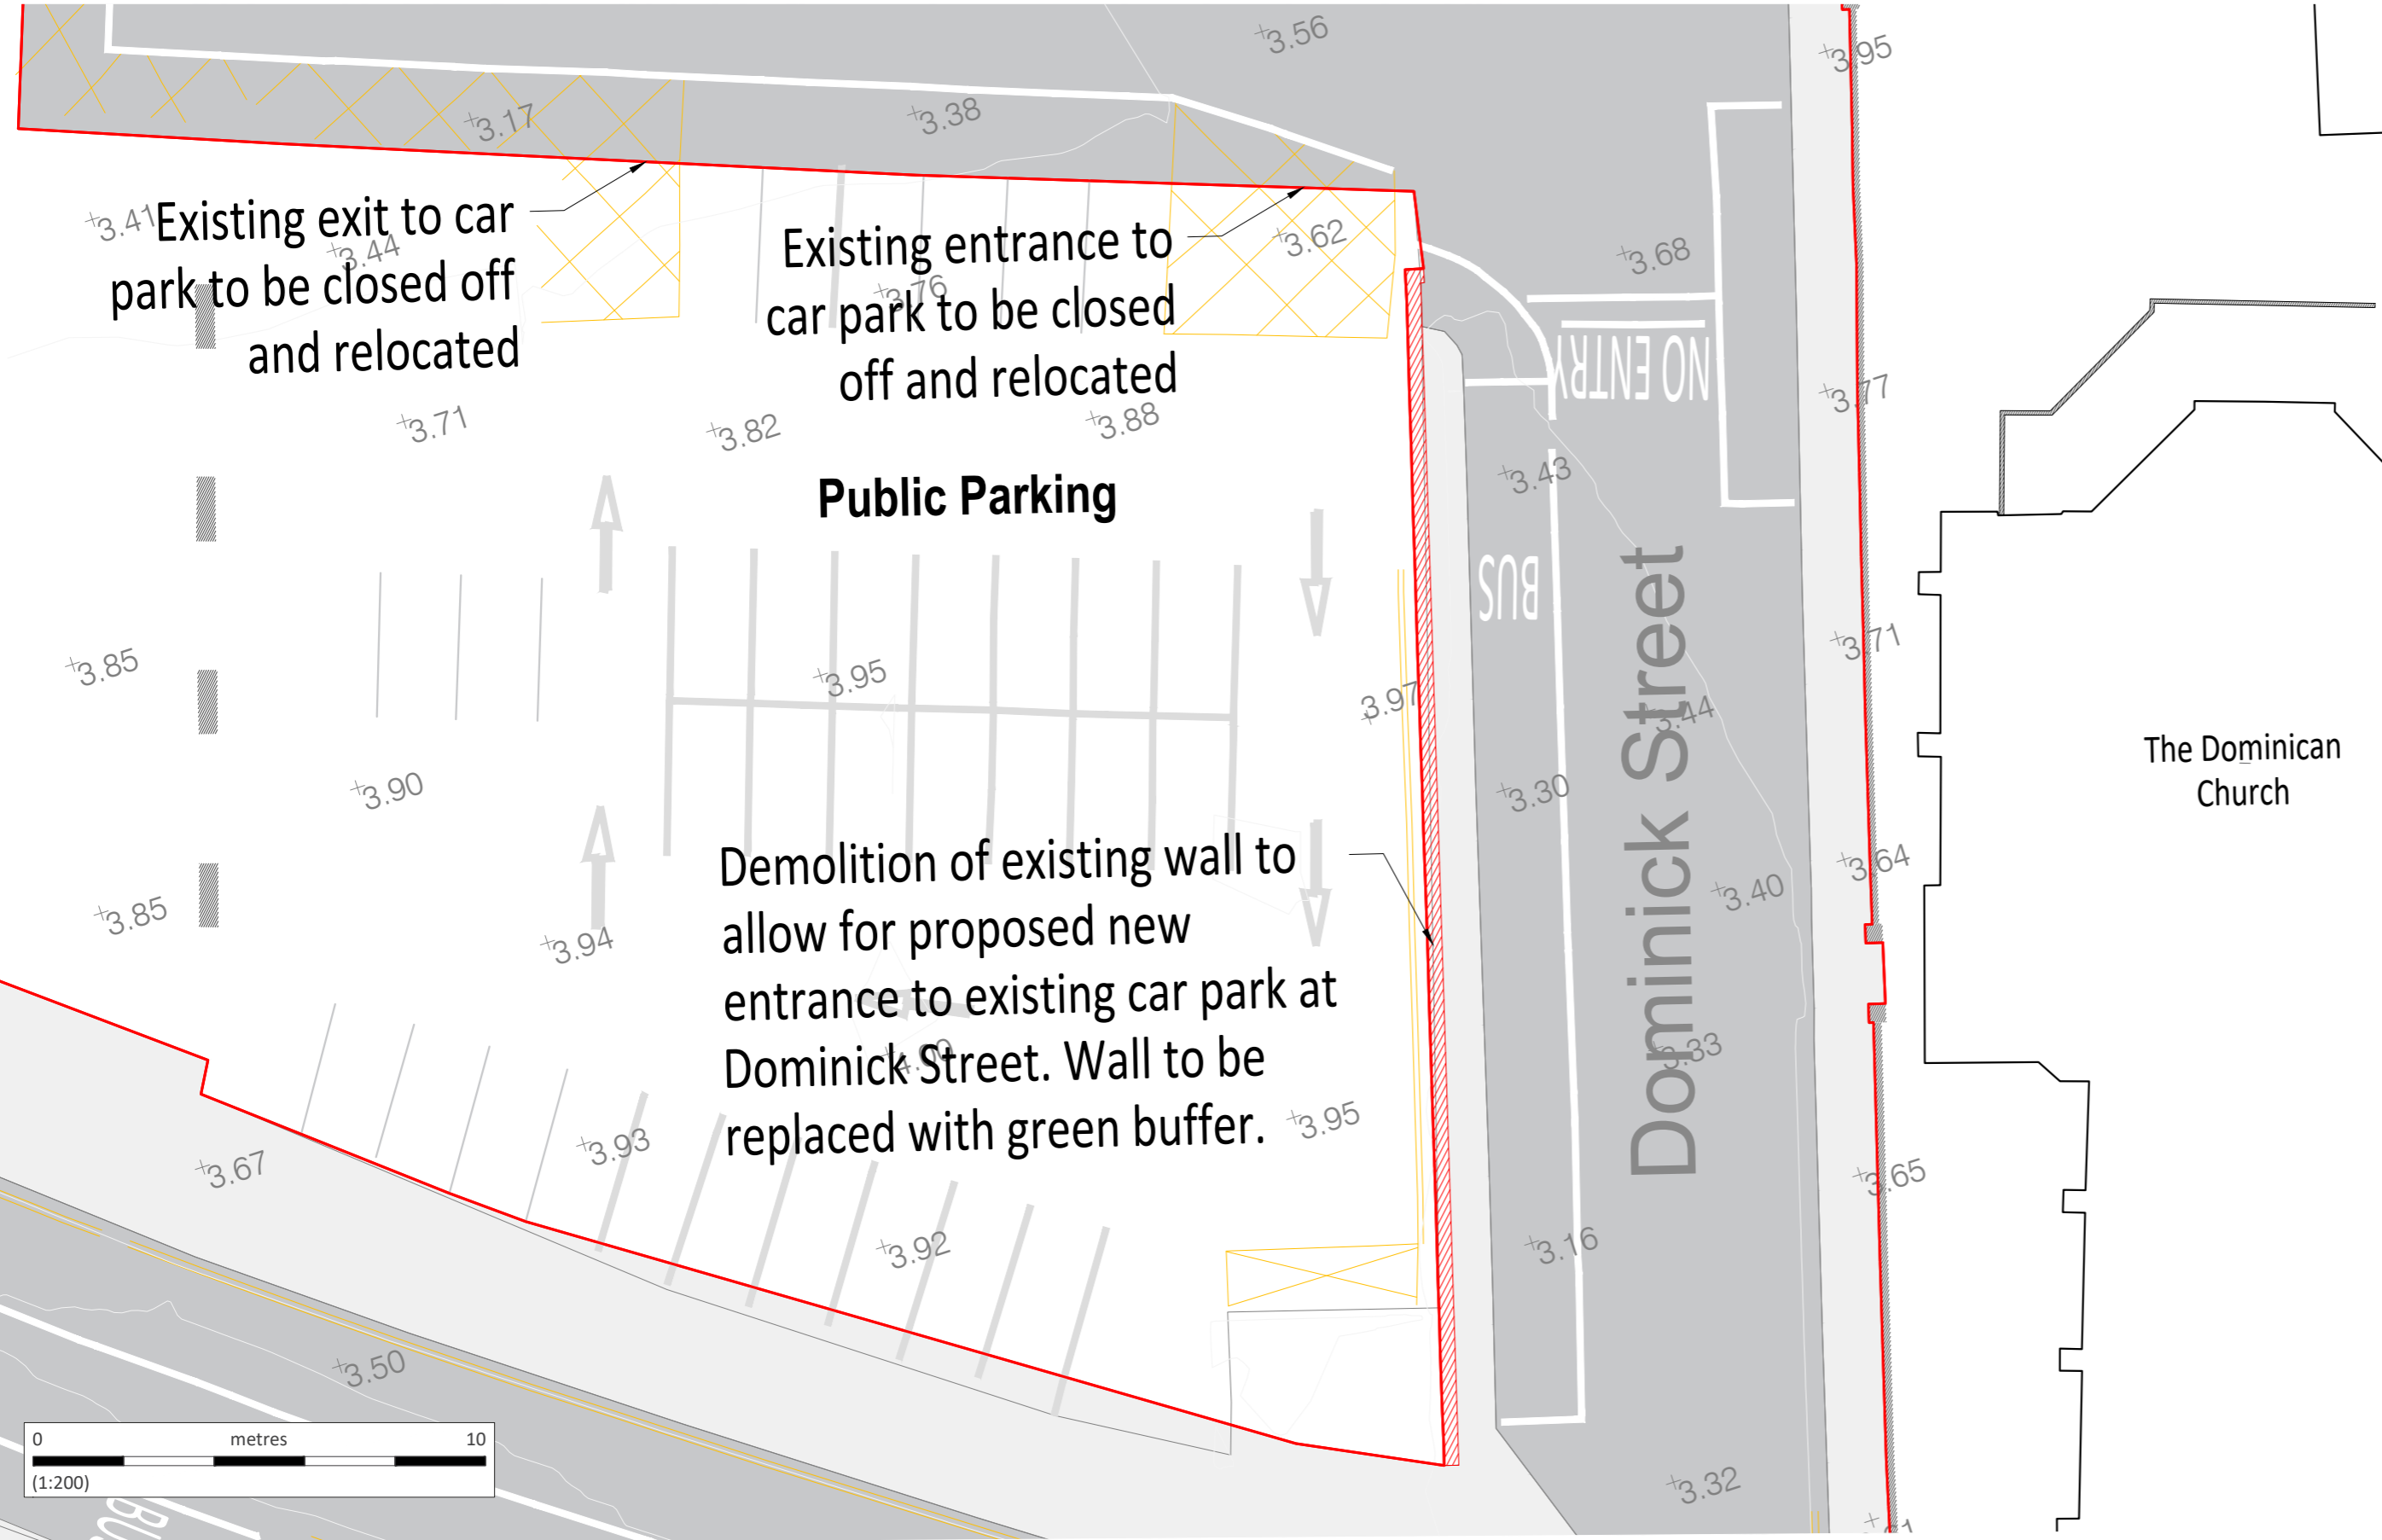 3.56
3.95
3.17
3.38
3.41
3.44
Existing exit to car
park to be closed off
and relocated
Existing entrance to
car park to be closed
off and relocated
3.62
3.68
3.76
NO ENTRY
3.77
3.71
3.82
3.88
Public Parking
3.43
BUS
Dominick Street
3.71
3.85
3.95
3.97
3.44
The Dominican
Church
3.90
3.30
Demolition of existing wall to
allow for proposed new
entrance to existing car park at
Dominick Street. Wall to be
replaced with green buffer.
3.64
3.40
3.85
3.94
4.00
3.33
3.93
3.95
3.67
3.65
3.92
3.16
3.50
0 metres 10
(1:200)
3.32